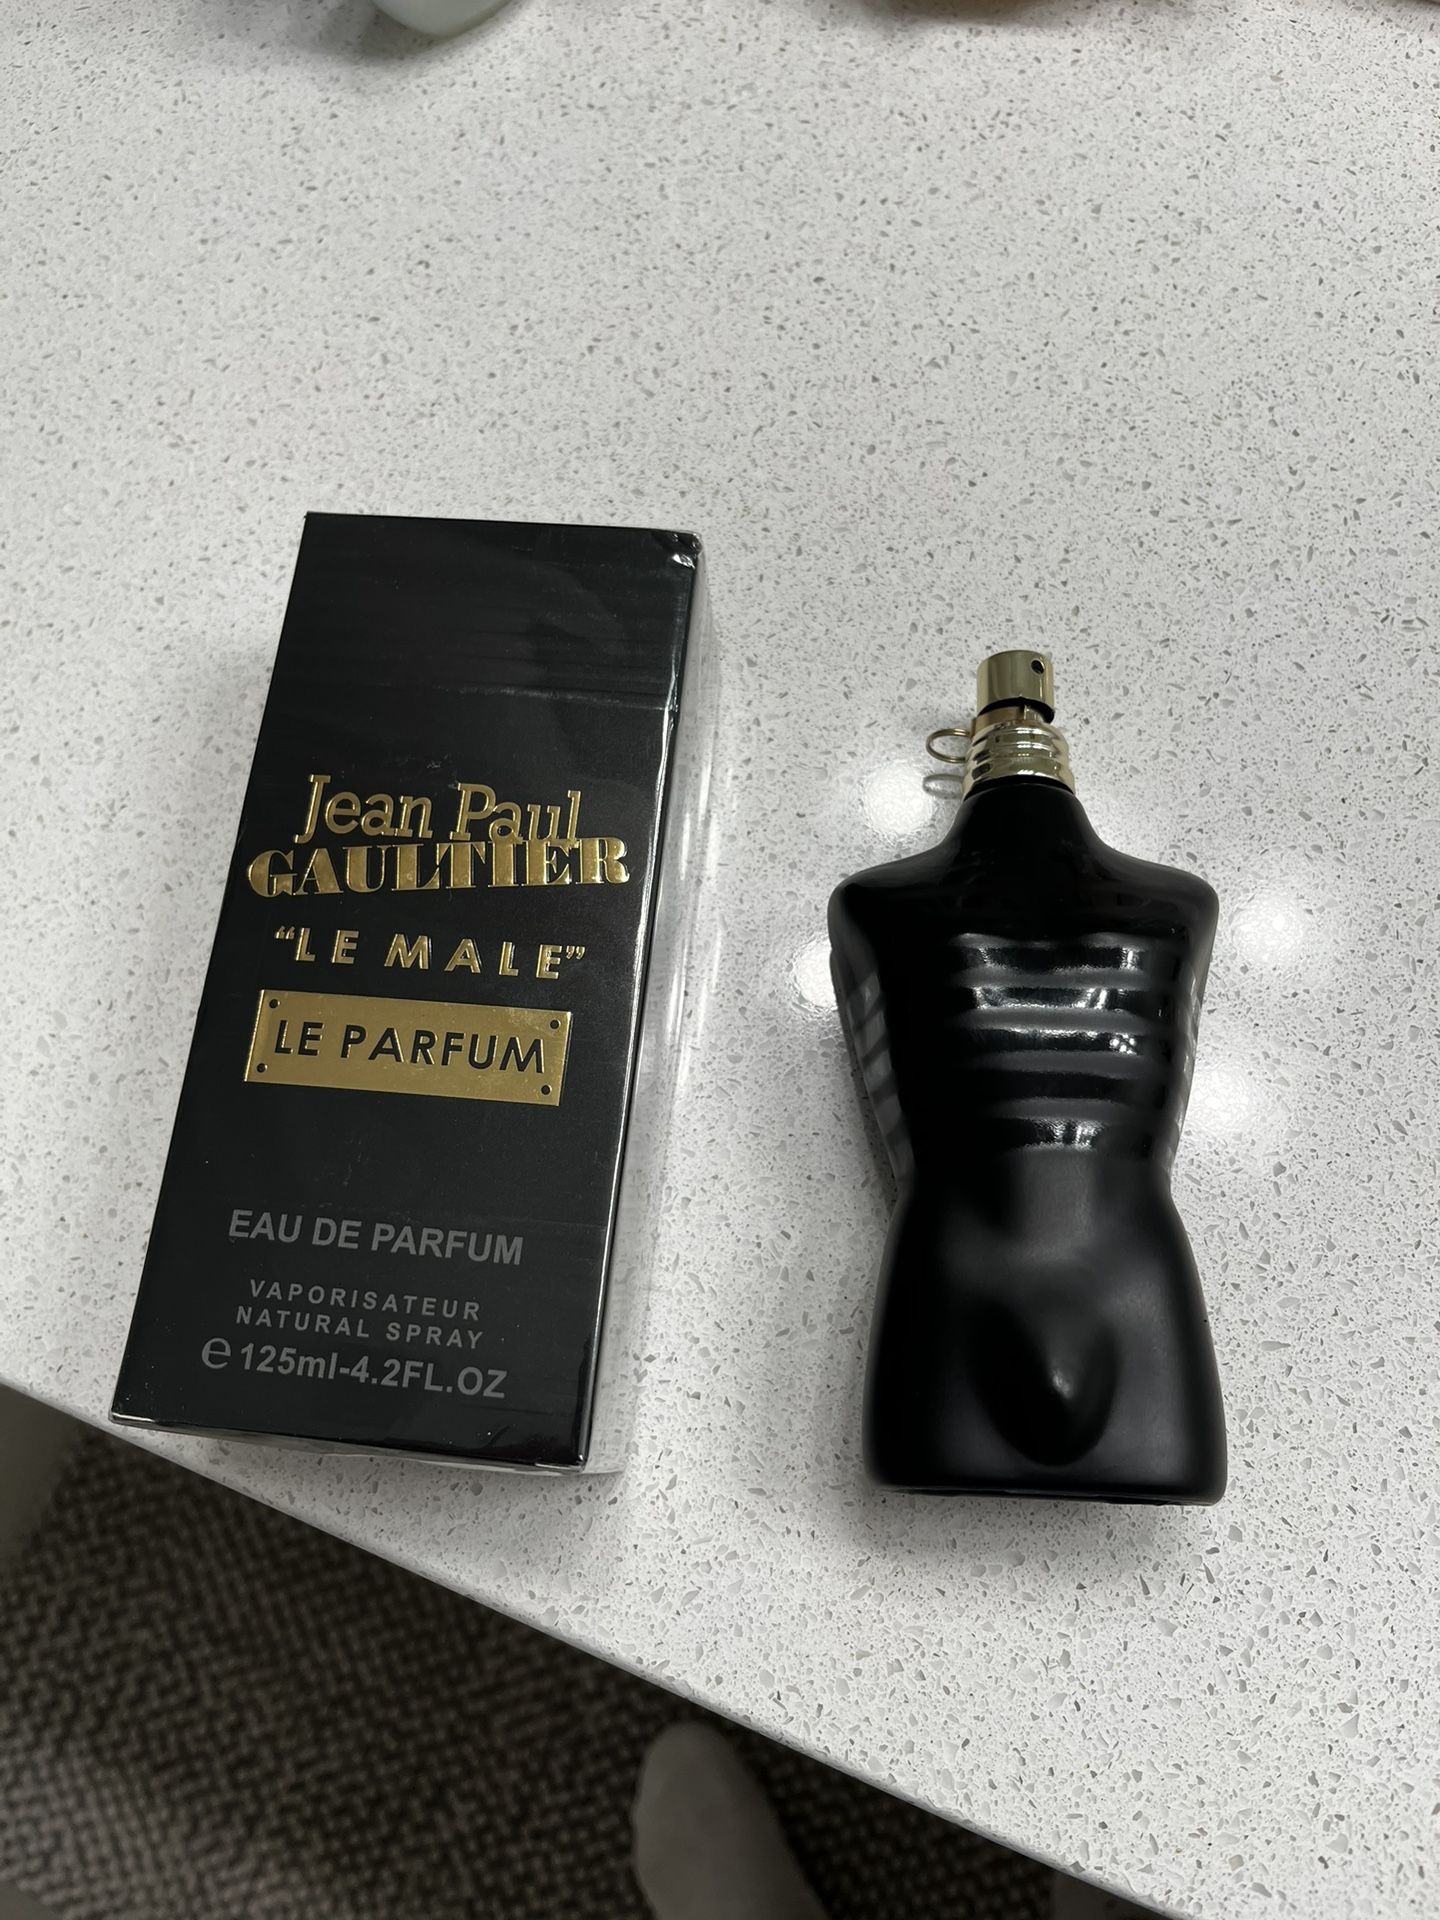 Jean Paul
GAULTIER
“LE MALE”
LE PARFUM
EAU DE PARFUM
VAPORISATEUR
NATURAL SPRAY
℮ 125ml-4.2FL.OZ